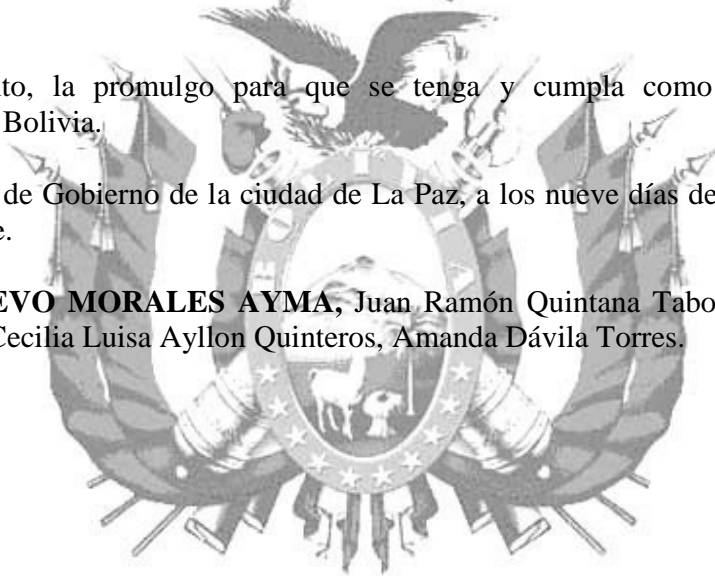 to, la promulgo para que se tenga y cumpla como
Bolivia.
de Gobierno de la ciudad de La Paz, a los nueve días de
.
EVO MORALES AYMA, Juan Ramón Quintana Tabo
Cecilia Luisa Ayllon Quinteros, Amanda Dávila Torres.